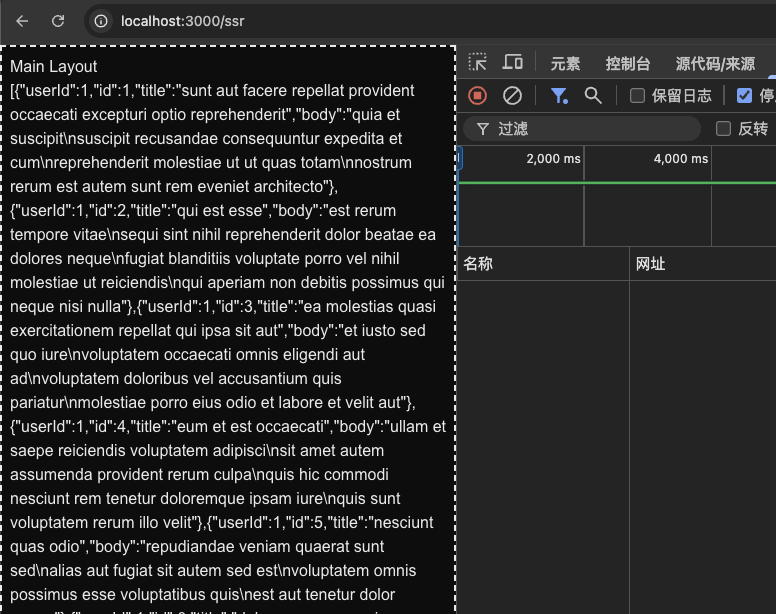 localhost:3000/ssr
Main Layout
[{"userId":1,"id":1,"title":"sunt aut facere repellat provident
occaecati excepturi optio reprehenderit","body":"quia et
suscipit\nsuscipit recusandae consequuntur expedita et
cum\nreprehenderit molestiae ut ut quas totam\nnostrum
rerum est autem sunt rem eveniet architecto"},
{"userId":1,"id":2,"title":"qui est esse","body":"est rerum
tempore vitae\nsequi sint nihil reprehenderit dolor beatae ea
dolores neque\nfugiat blanditiis voluptate porro vel nihil
molestiae ut reiciendis\nqui aperiam non debitis possimus qui
neque nisi nulla"},{"userId":1,"id":3,"title":"ea molestias quasi
exercitationem repellat qui ipsa sit aut","body":"et iusto sed
quo iure\nvoluptatem occaecati omnis eligendi aut
ad\nvoluptatem doloribus vel accusantium quis
pariatur\nmolestiae porro eius odio et labore et velit aut"},
{"userId":1,"id":4,"title":"eum et est occaecati","body":"ullam et
saepe reiciendis voluptatem adipisci\nsit amet autem
assumenda provident rerum culpa\nquis hic commodi
nesciunt rem tenetur doloremque ipsam iure\nquis sunt
voluptatem rerum illo velit"},{"userId":1,"id":5,"title":"nesciunt
quas odio","body":"repudiandae veniam quaerat sunt
sed\nalias aut fugiat sit autem sed est\nvoluptatem omnis
possimus esse voluptatibus quis\nest aut tenetur dolor
元素 控制台 源代码/来源
保留日志 停
过滤 反转
2,000 ms 4,000 ms
名称 网址